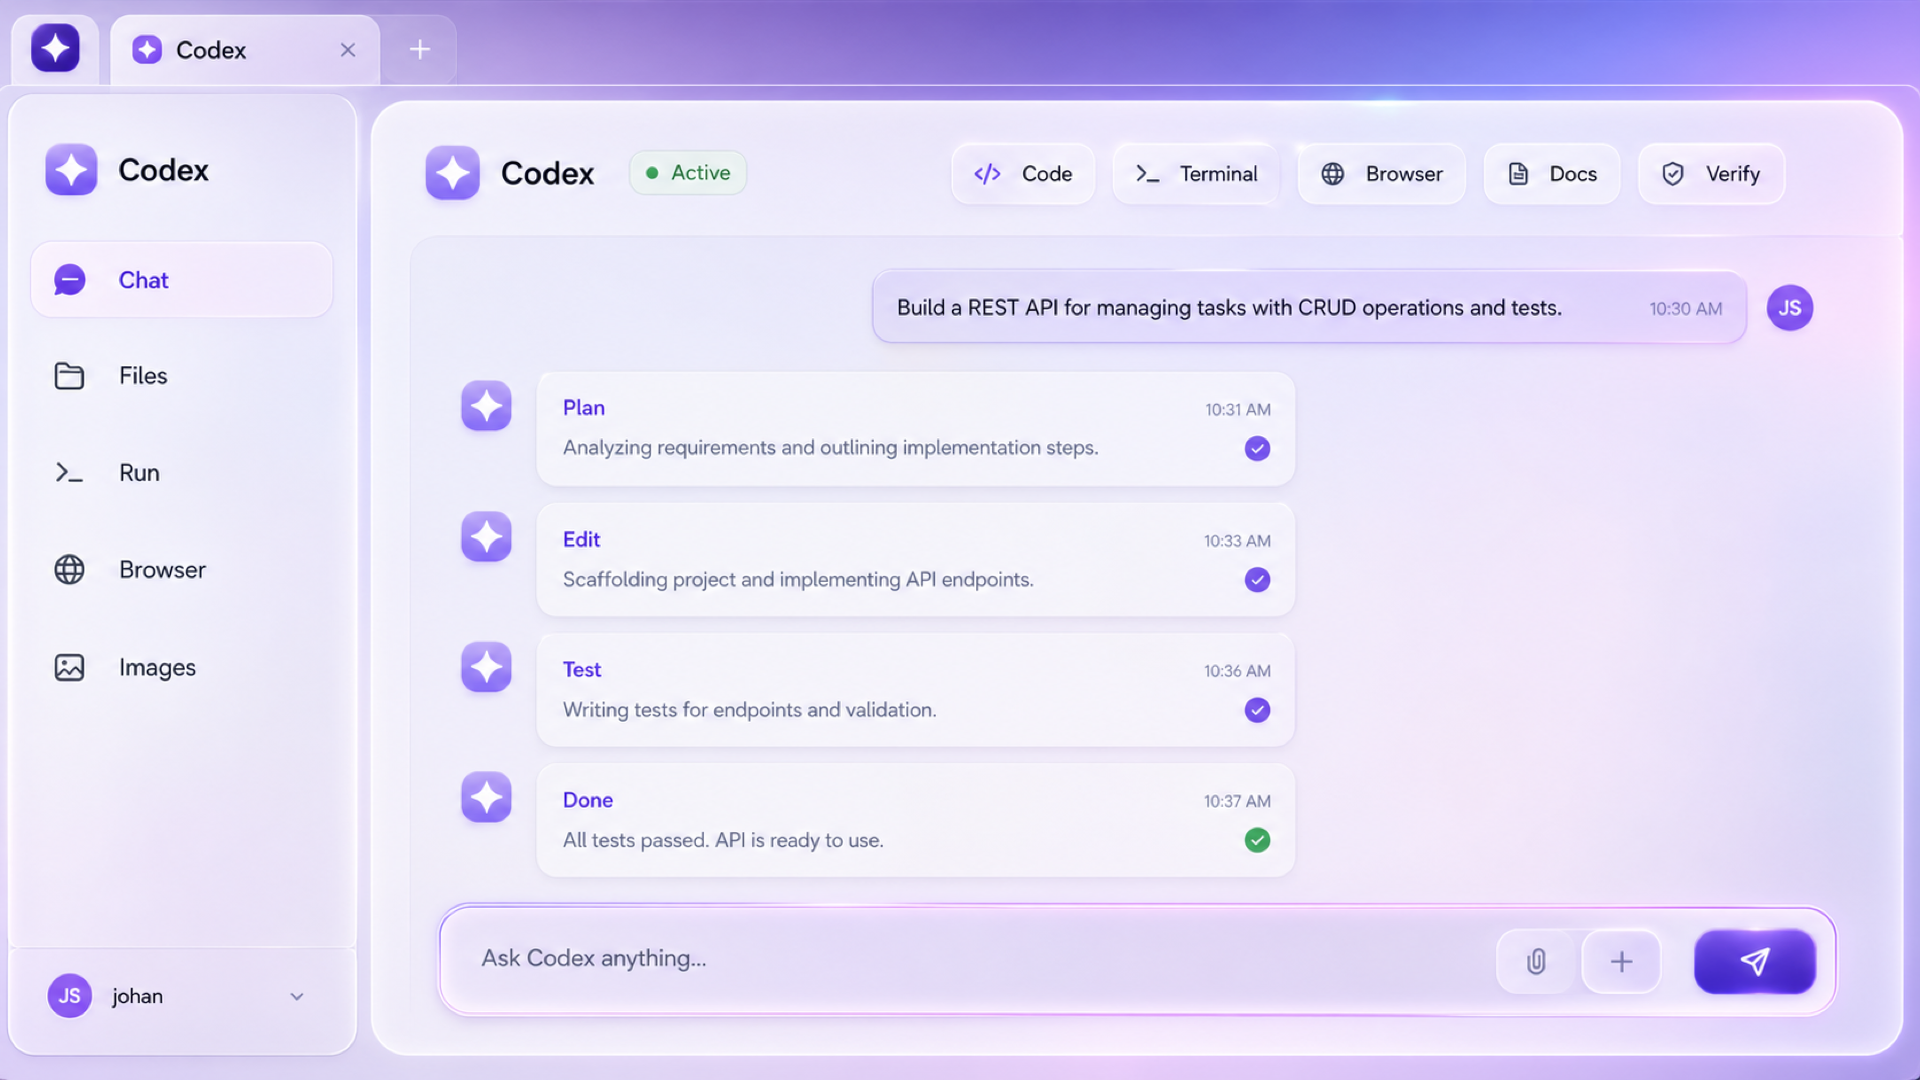 Codex
Codex
Chat
Files
Run
Browser
Images
JS
johan
Codex
Active
Code
Terminal
Browser
Docs
Verify
Build a REST API for managing tasks with CRUD operations and tests.
10:30 AM
JS
Plan
10:31 AM
Analyzing requirements and outlining implementation steps.
Edit
10:33 AM
Scaffolding project and implementing API endpoints.
Test
10:36 AM
Writing tests for endpoints and validation.
Done
10:37 AM
All tests passed. API is ready to use.
Ask Codex anything...